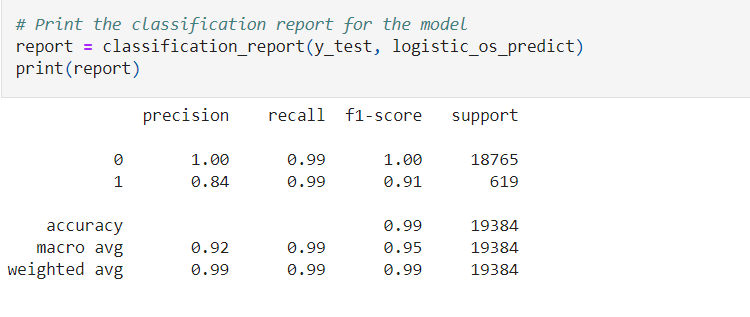 # Print the classification report for the model
report = classification_report(y_test, logistic_os_predict)
print(report)
precision recall f1-score support
0 1.00 0.99 1.00 18765
1 0.84 0.99 0.91 619
accuracy 0.99 19384
macro avg 0.92 0.99 0.95 19384
weighted avg 0.99 0.99 0.99 19384